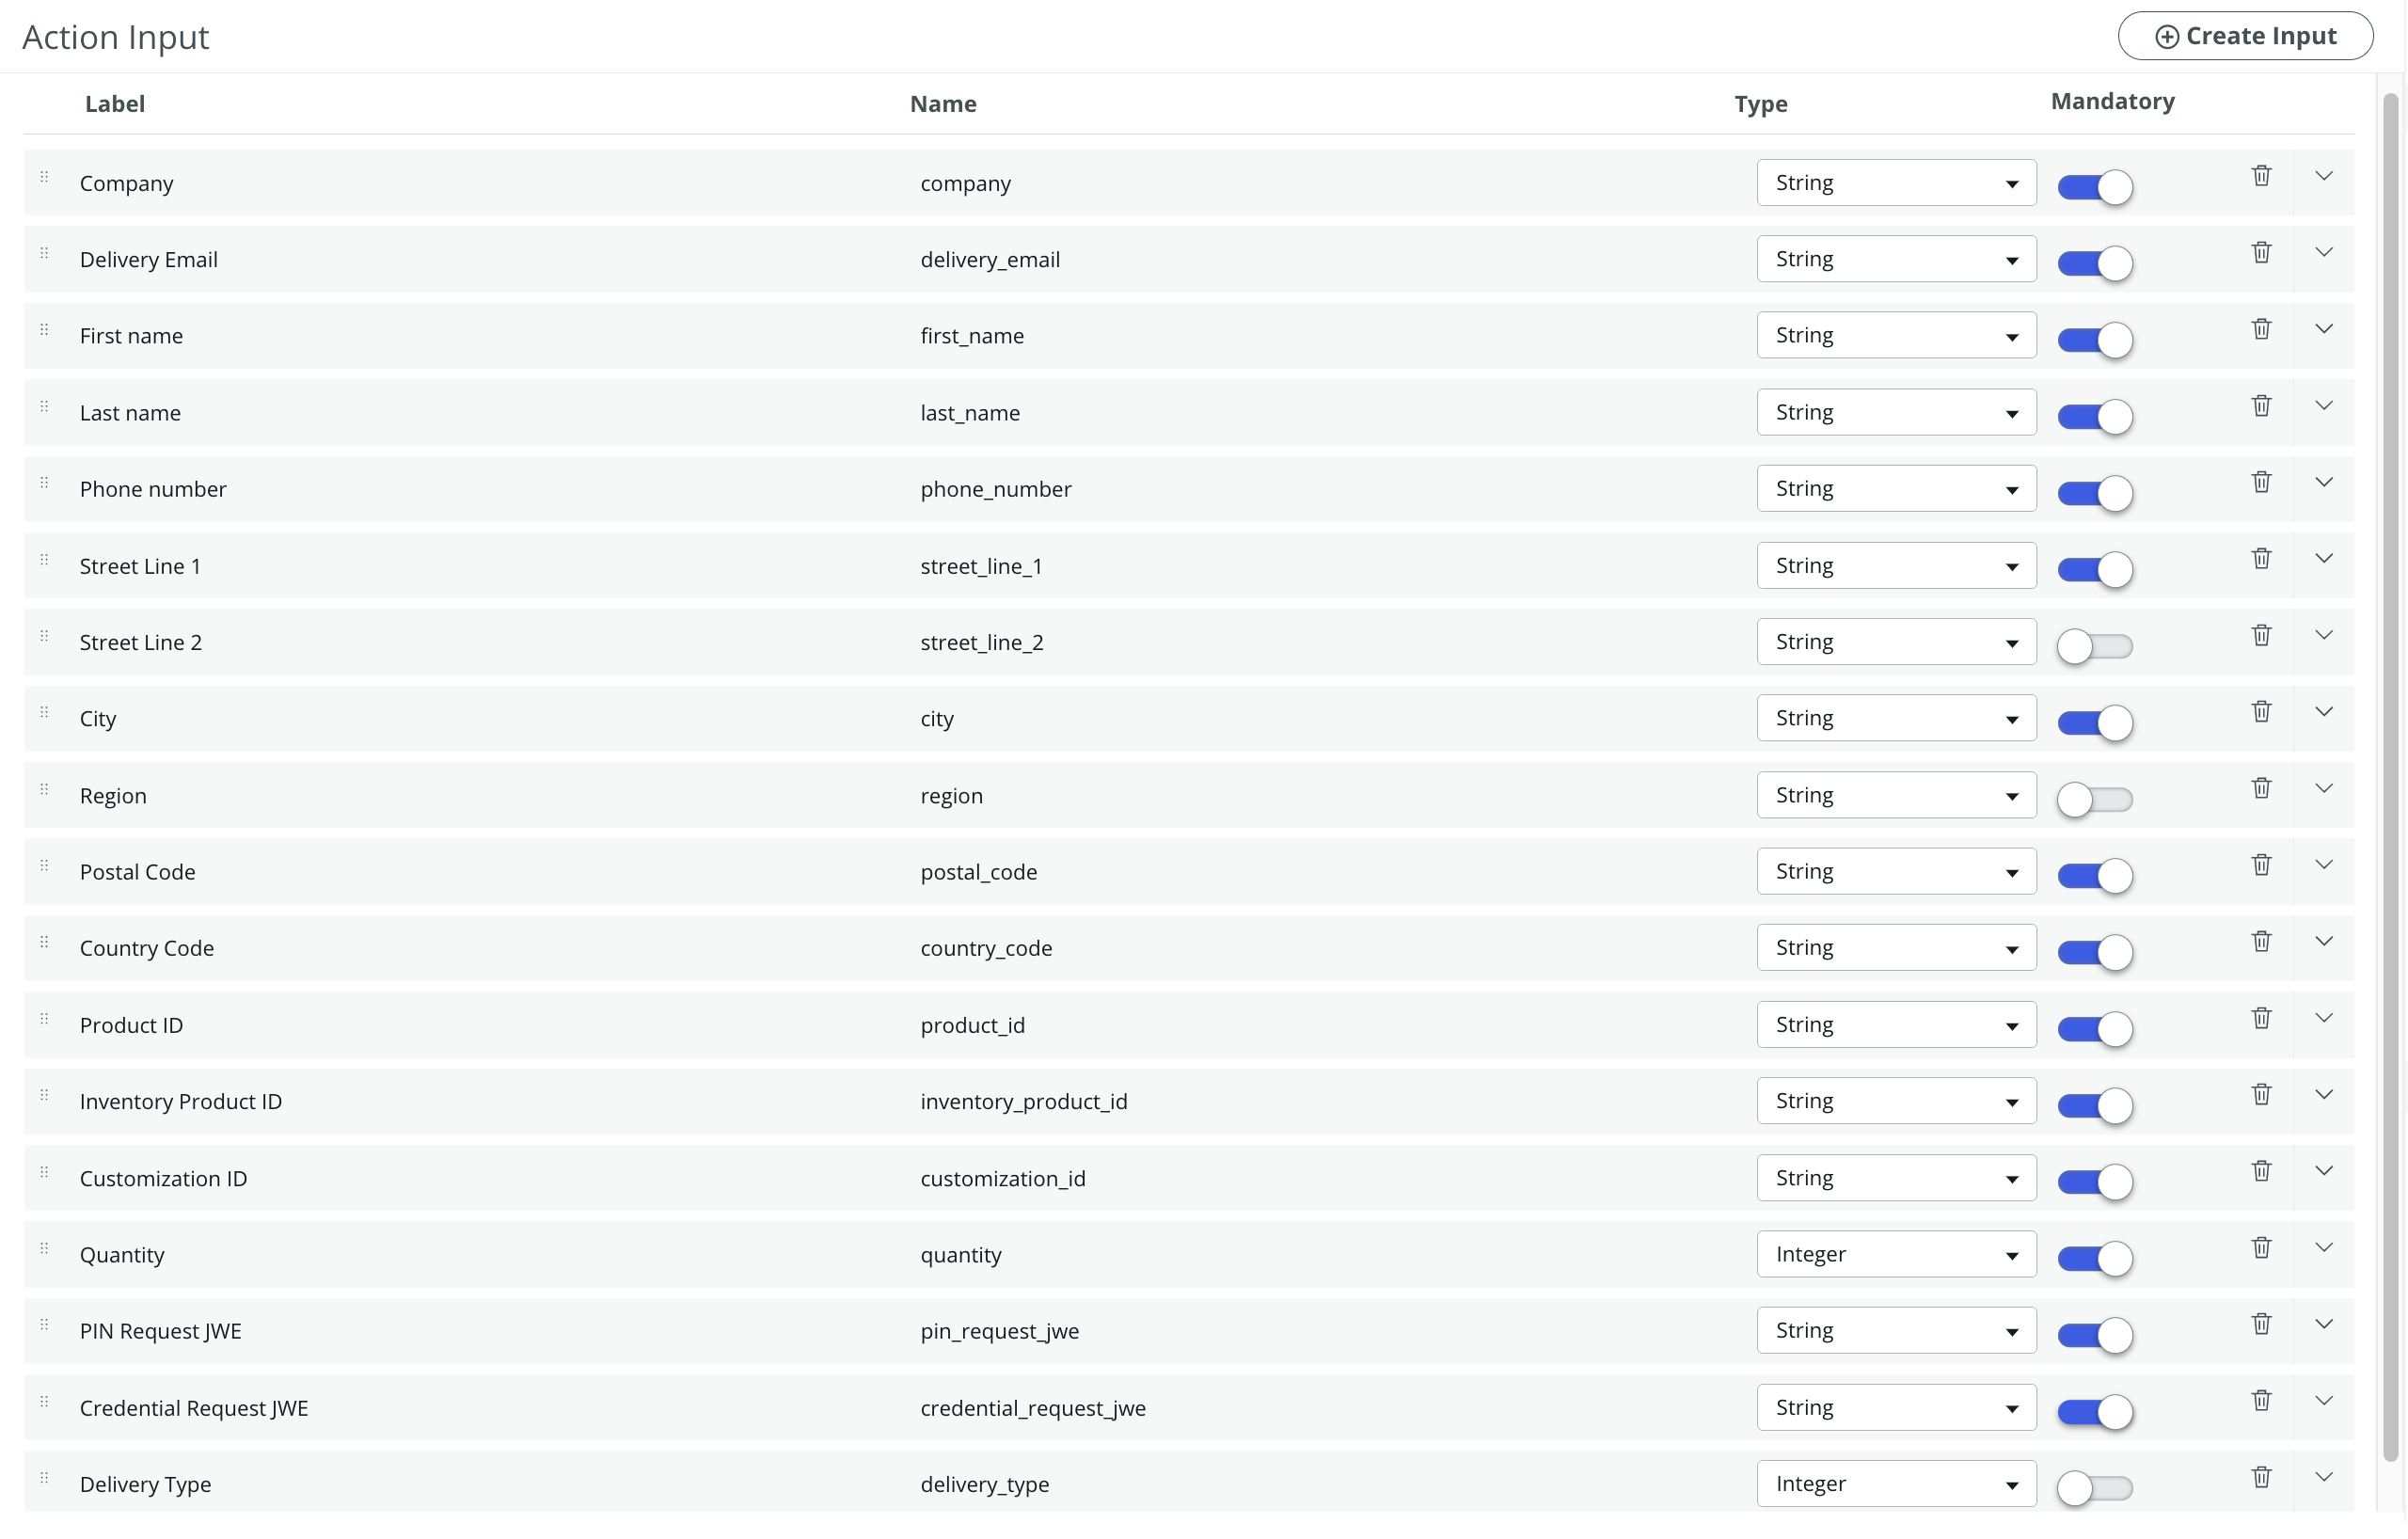 Action Input
Create Input
Label Name Type Mandatory
Company company String
Delivery Email delivery_email String
First name first_name String
Last name last_name String
Phone number phone_number String
Street Line 1 street_line_1 String
Street Line 2 street_line_2 String
City city String
Region region String
Postal Code postal_code String
Country Code country_code String
Product ID product_id String
Inventory Product ID inventory_product_id String
Customization ID customization_id String
Quantity quantity Integer
PIN Request JWE pin_request_jwe String
Credential Request JWE credential_request_jwe String
Delivery Type delivery_type Integer